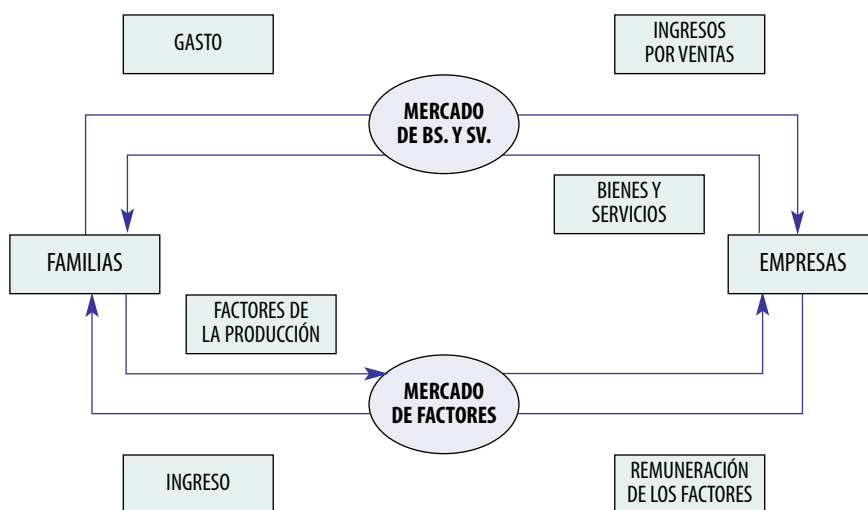 GASTO
INGRESOS
POR VENTAS
MERCADO
DE BS. Y SV.
BIENES Y
SERVICIOS
FAMILIAS
EMPRESAS
FACTORES DE
LA PRODUCCIÓN
MERCADO
DE FACTORES
INGRESO
REMUNERACIÓN
DE LOS FACTORES